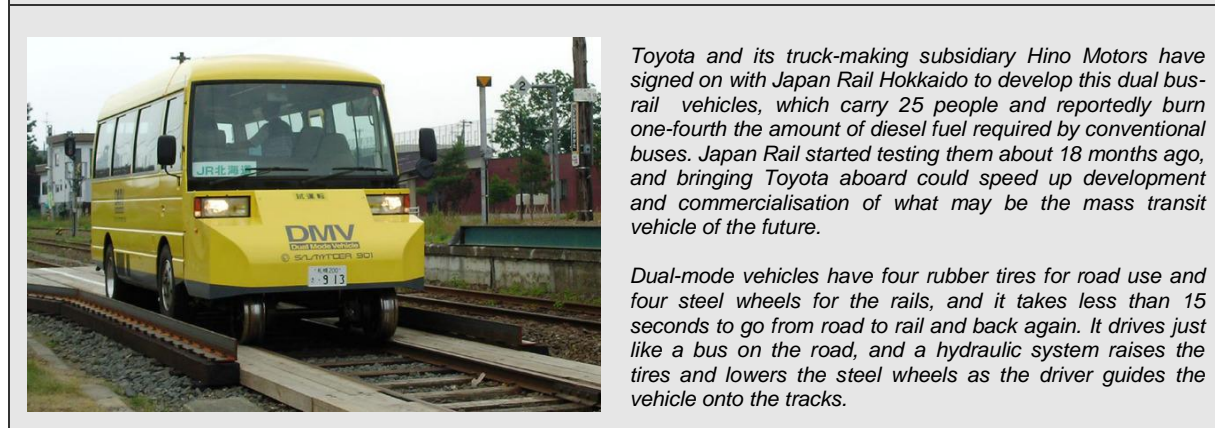 Toyota and its truck-making subsidiary Hino Motors have
signed on with Japan Rail Hokkaido to develop this dual bus-
rail vehicles, which carry 25 people and reportedly burn
one-fourth the amount of diesel fuel required by conventional
buses. Japan Rail started testing them about 18 months ago,
and bringing Toyota aboard could speed up development
and commercialisation of what may be the mass transit
vehicle of the future.
Dual-mode vehicles have four rubber tires for road use and
four steel wheels for the rails, and it takes less than 15
seconds to go from road to rail and back again. It drives just
like a bus on the road, and a hydraulic system raises the
tires and lowers the steel wheels as the driver guides the
vehicle onto the tracks.
JR北海道
試運転
DMV
Dual Mode Vehicle
901
913
2